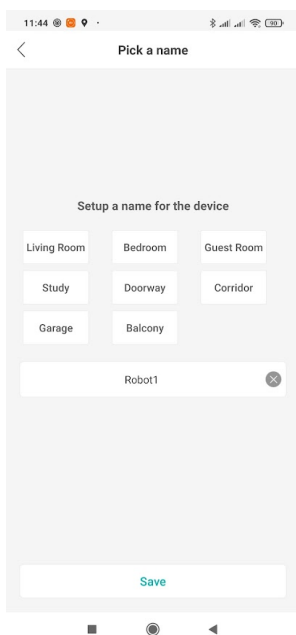 11:44
90
Pick a name
Setup a name for the device
Living Room Bedroom Guest Room
Study Doorway Corridor
Garage Balcony
Robot1
Save